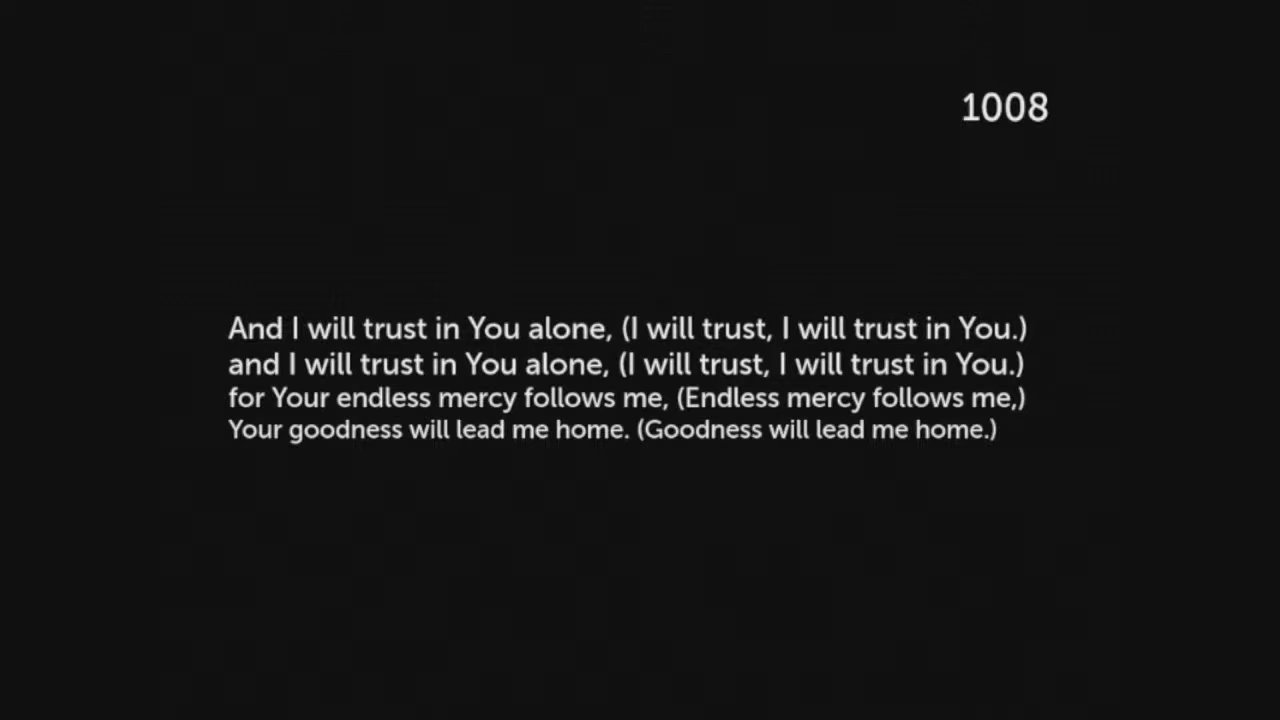 1008
And I will trust in You alone, (I will trust, I will trust in You.)
and I will trust in You alone, (I will trust, I will trust in You.)
for Your endless mercy follows me, (Endless mercy follows me,)
Your goodness will lead me home. (Goodness will lead me home.)